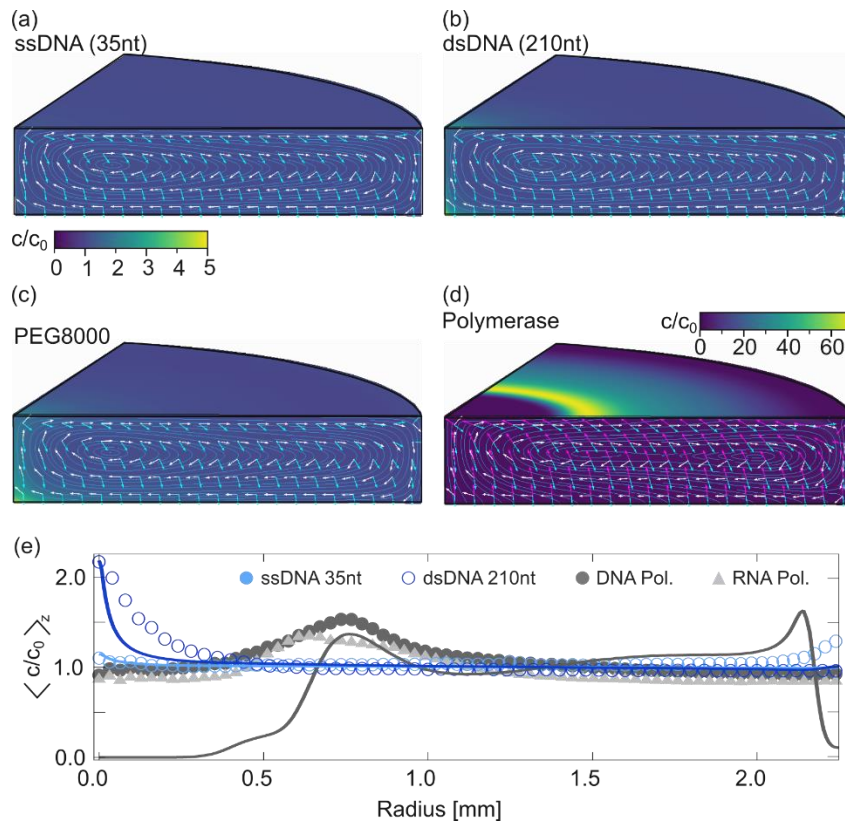 (a)
ssDNA (35nt)
(b)
dsDNA (210nt)
c/c₀
0 1 2 3 4 5
(c)
PEG8000
(d)
Polymerase
c/c₀
0 20 40 60
(e)
ssDNA 35nt dsDNA 210nt DNA Pol. RNA Pol.
⟨c/c₀⟩z
2.0
1.0
0.0
0.0 0.5 1.0 1.5 2.0
Radius [mm]